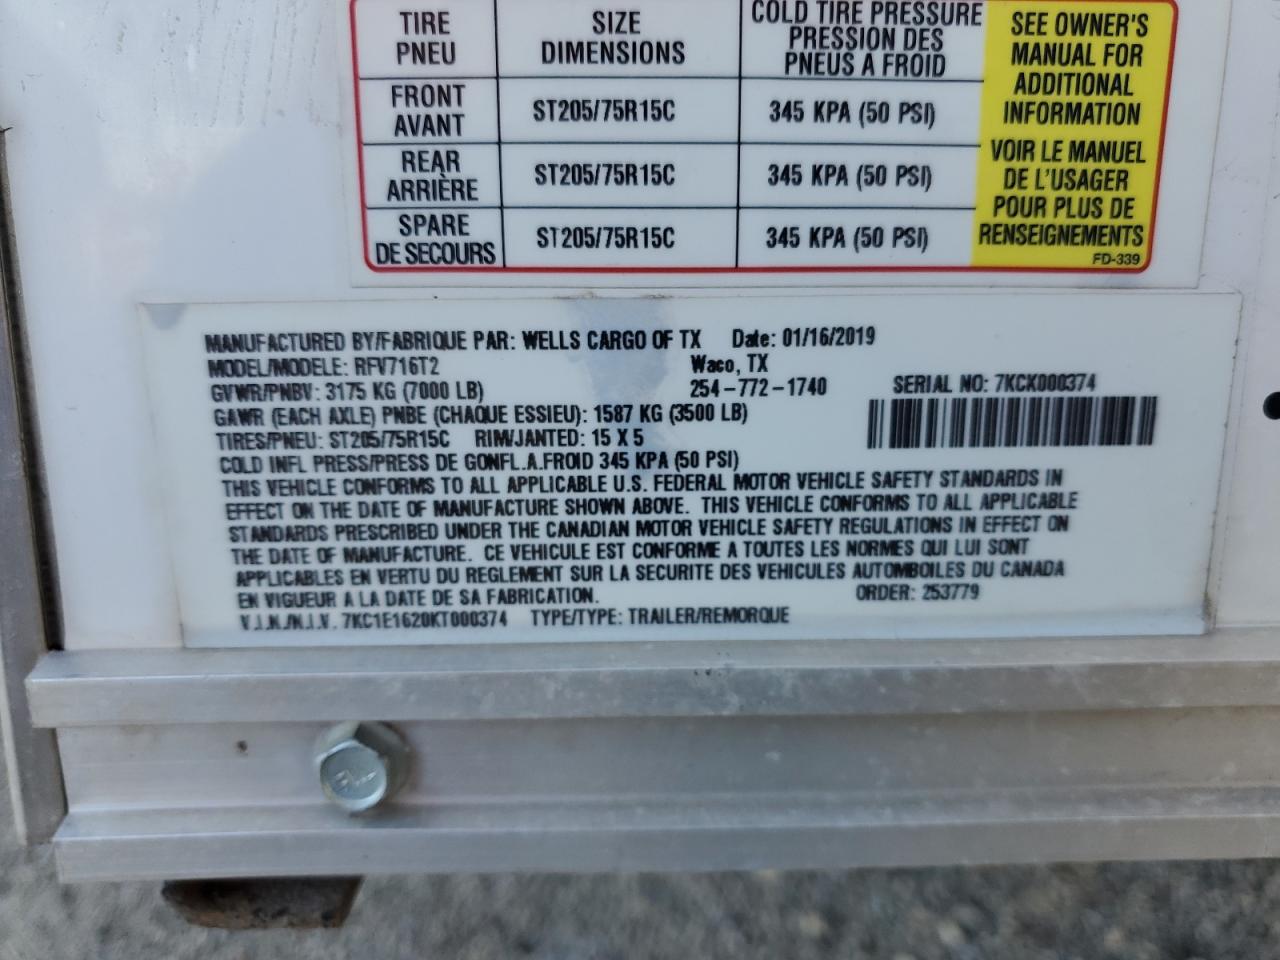 TIRE SIZE COLD TIRE PRESSURE
PNEU DIMENSIONS PRESSION DES
PNEUS A FROID
FRONT
AVANT ST205/75R15C 345 KPA (50 PSI)
REAR
ARRIÈRE ST205/75R15C 345 KPA (50 PSI)
SPARE
DE SECOURS ST205/75R15C 345 KPA (50 PSI)
SEE OWNER'S
MANUAL FOR
ADDITIONAL
INFORMATION
VOIR LE MANUEL
DE L'USAGER
POUR PLUS DE
RENSEIGNEMENTS
FD-339
MANUFACTURED BY/FABRIQUE PAR: WELLS CARGO OF TX Date: 01/16/2019
MODEL/MODELE: RFV716T2 Waco, TX
GVWR/PNBV: 3175 KG (7000 LB) 254-772-1740 SERIAL NO: 7KCK000374
GAWR (EACH AXLE) PNBE (CHAQUE ESSIEU): 1587 KG (3500 LB)
TIRES/PNEU: ST205/75R15C RIM/JANTED: 15 X 5
COLD INFL PRESS/PRESS DE GONFL.A.FROID 345 KPA (50 PSI)
THIS VEHICLE CONFORMS TO ALL APPLICABLE U.S. FEDERAL MOTOR VEHICLE SAFETY STANDARDS IN
EFFECT ON THE DATE OF MANUFACTURE SHOWN ABOVE. THIS VEHICLE CONFORMS TO ALL APPLICABLE
STANDARDS PRESCRIBED UNDER THE CANADIAN MOTOR VEHICLE SAFETY REGULATIONS IN EFFECT ON
THE DATE OF MANUFACTURE. CE VEHICULE EST CONFORME A TOUTES LES NORMES QUI LUI SONT
APPLICABLES EN VERTU DU REGLEMENT SUR LA SECURITE DES VEHICULES AUTOMBOILES DU CANADA
EN VIGUEUR A LA DATE DE SA FABRICATION. ORDER: 253779
V.I.N./N.I.V. 7KC1E1620KT000374 TYPE/TYPE: TRAILER/REMORQUE